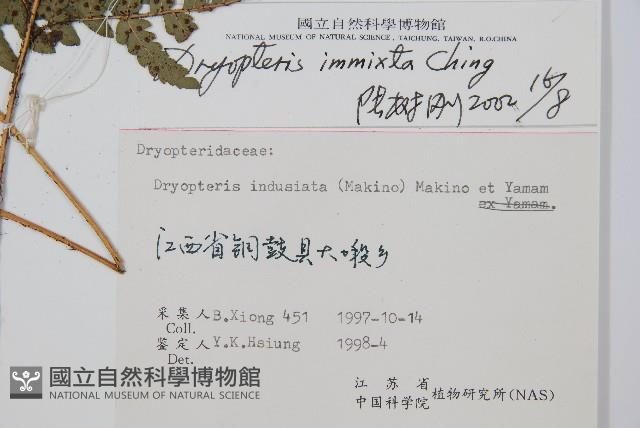 國立自然科學博物館
NATIONAL MUSEUM OF NATURAL SCIENCE, TAICHUNG, TAIWAN, R.O.CHINA
Dryopteris immixta Ching
陆树刚 2002 16/8
Dryopteridaceae:
Dryopteris indusiata (Makino) Makino et Yamam
ex Yamam.
江西省铜鼓县大塅乡
采集人 B.Xiong 451 1997-10-14
Coll.
鉴定人 Y.K.Hsiung 1998-4
Det.
江苏省
中国科学院 植物研究所(NAS)
國立自然科學博物館
NATIONAL MUSEUM OF NATURAL SCIENCE